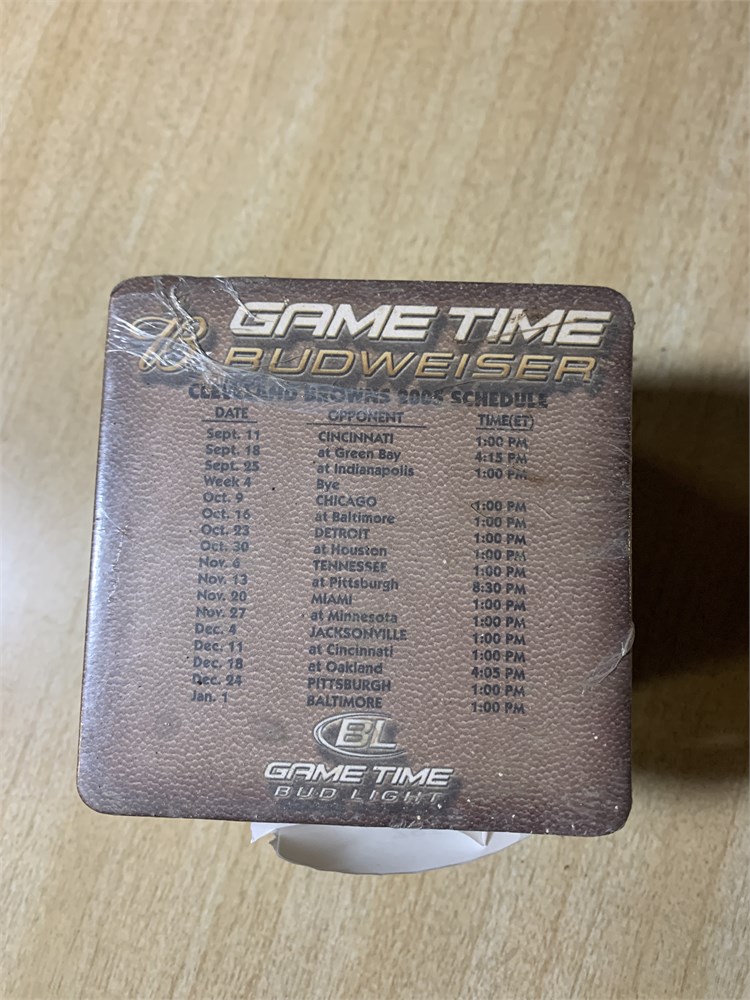 B GAME TIME
BUDWEISER
CLEVELAND BROWNS 2005 SCHEDULE
DATE OPPONENT TIME(ET)
Sept. 11 CINCINNATI 1:00 PM
Sept. 18 at Green Bay 4:15 PM
Sept. 25 at Indianapolis 1:00 PM
Week 4 Bye
Oct. 9 CHICAGO 1:00 PM
Oct. 16 at Baltimore 1:00 PM
Oct. 23 DETROIT 1:00 PM
Oct. 30 at Houston 1:00 PM
Nov. 6 TENNESSEE 1:00 PM
Nov. 13 at Pittsburgh 8:30 PM
Nov. 20 MIAMI 1:00 PM
Nov. 27 at Minnesota 1:00 PM
Dec. 4 JACKSONVILLE 1:00 PM
Dec. 11 at Cincinnati 1:00 PM
Dec. 18 at Oakland 4:05 PM
Dec. 24 PITTSBURGH 1:00 PM
Jan. 1 BALTIMORE 1:00 PM
BL
GAME TIME
BUD LIGHT